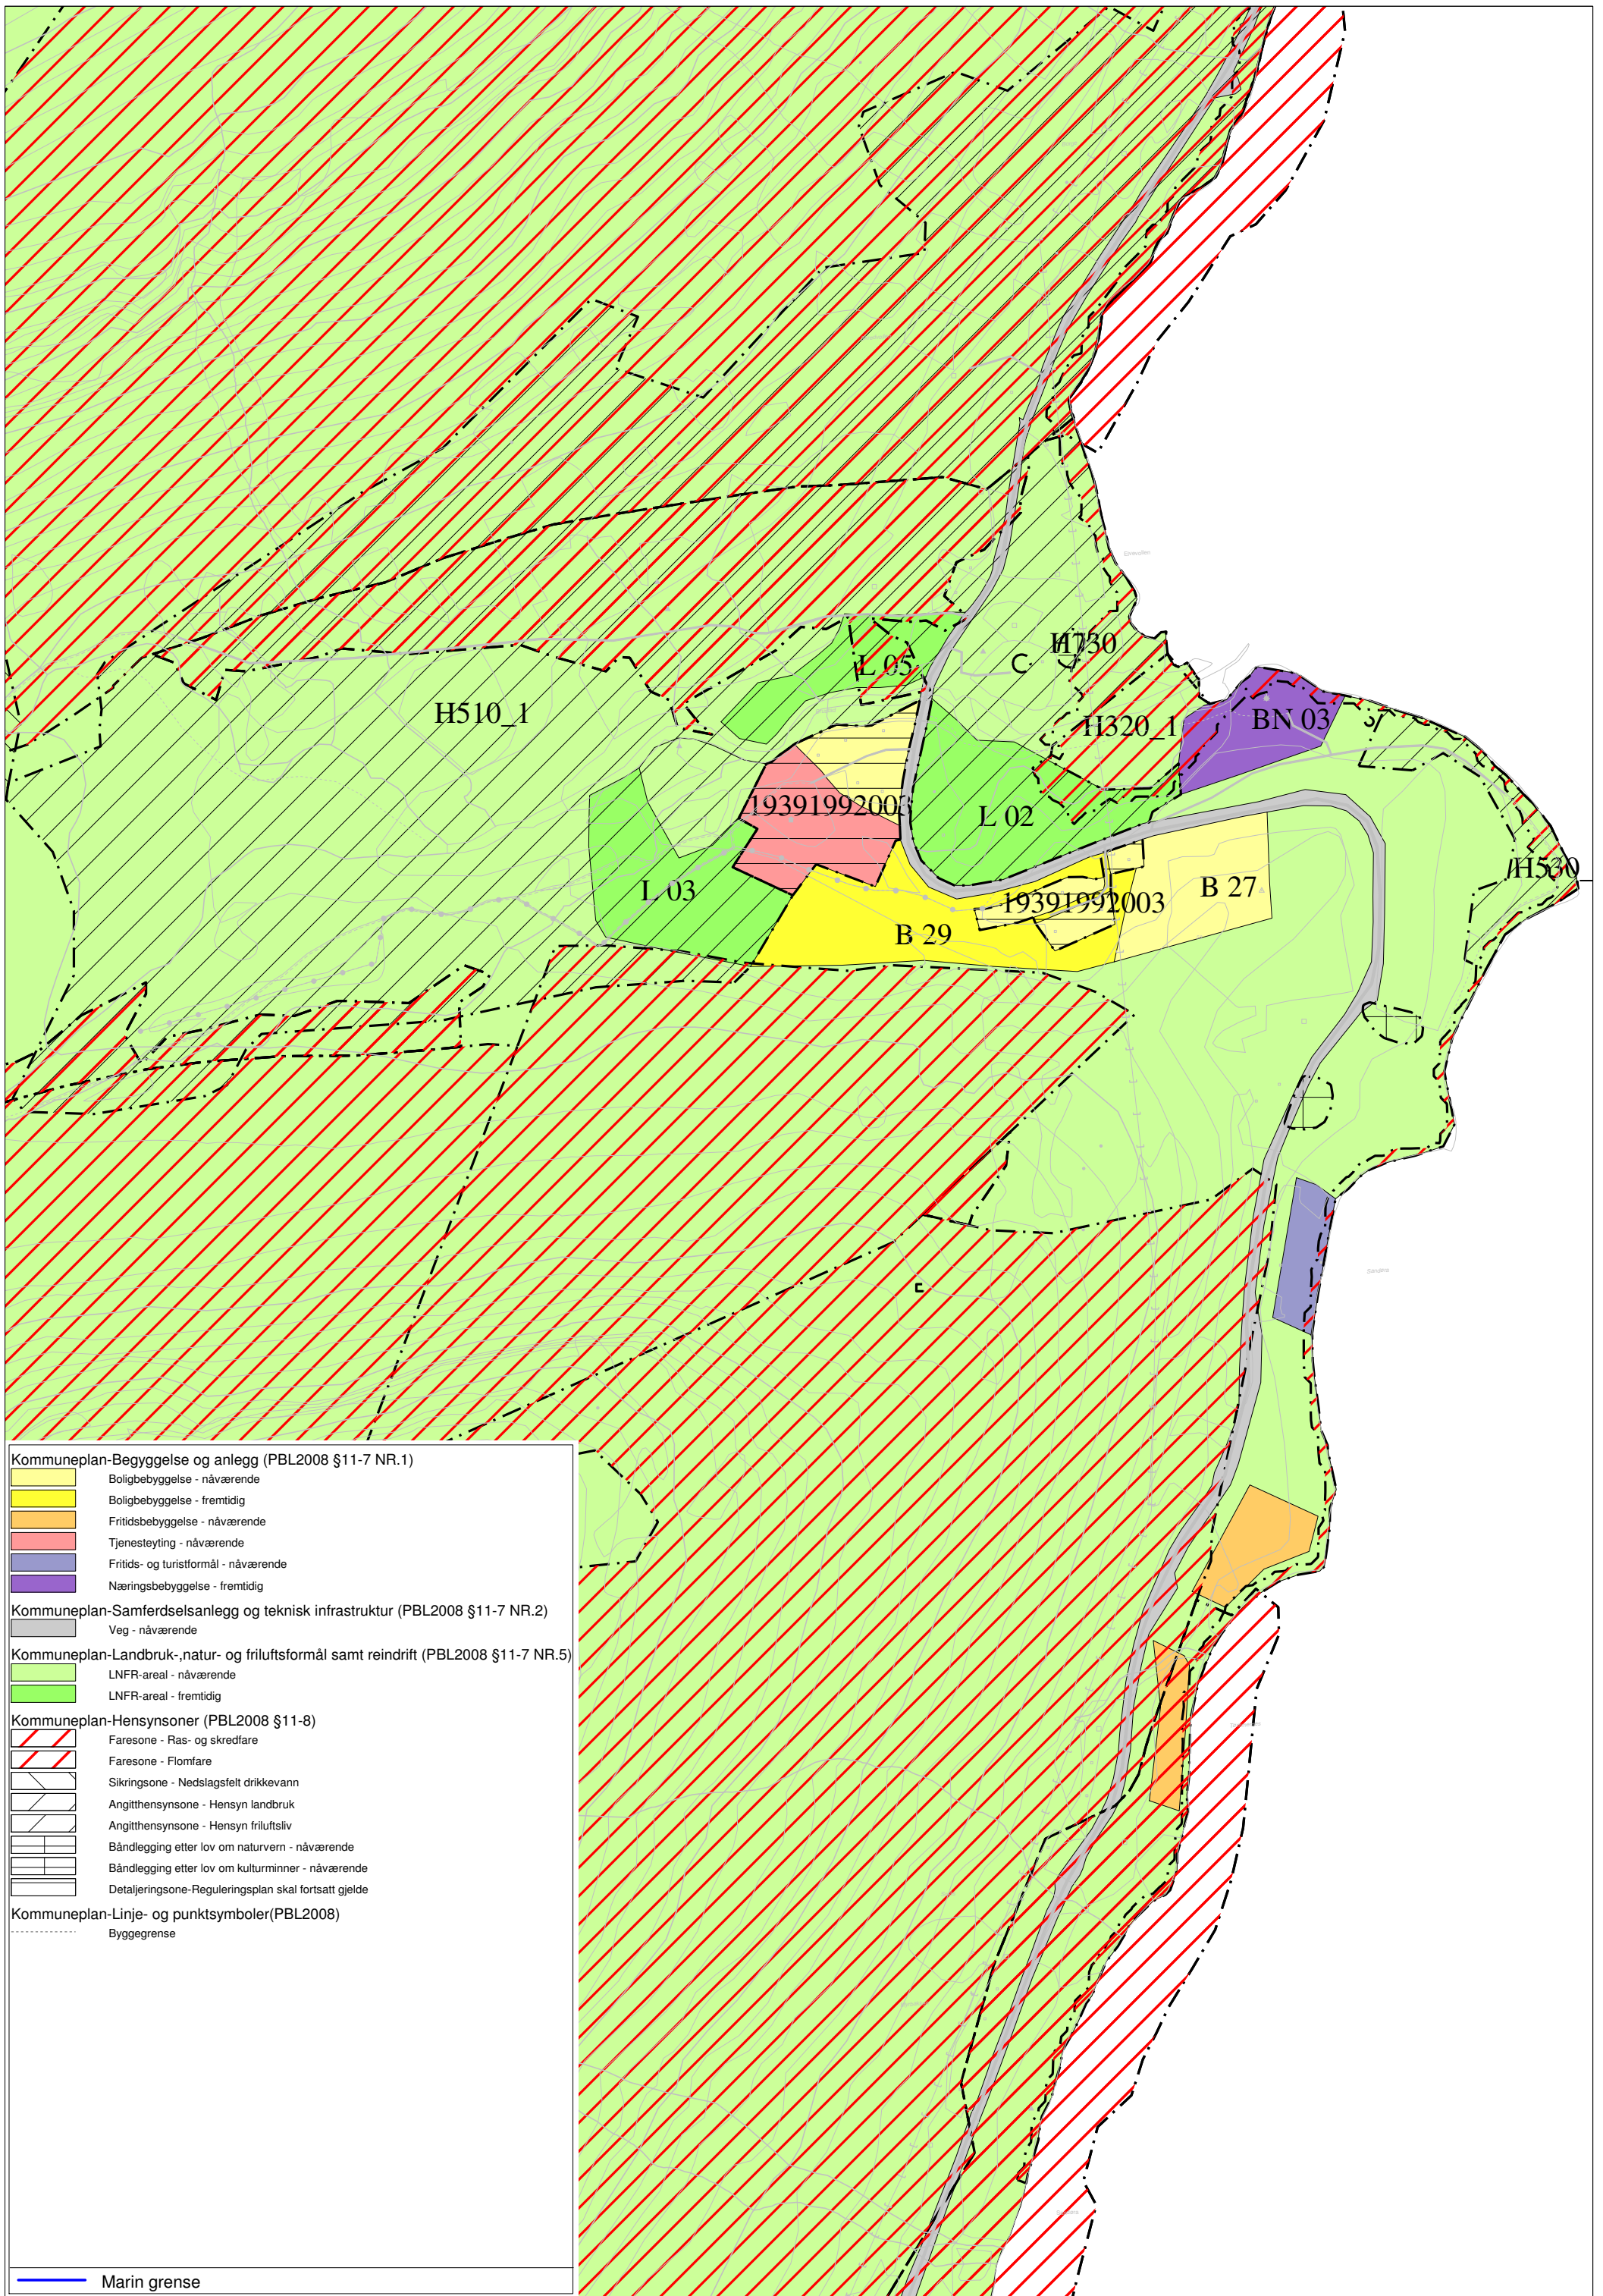 Elvevollen
H730
L 05
C
H510_1
BN 03
H320_1
19391992003
L 02
H530
B 27
L 03
19391992003
B 29
Kommuneplan-Begyggelse og anlegg (PBL2008 §11-7 NR.1)
Boligbebyggelse - nåværende
Boligbebyggelse - fremtidig
Fritidsbebyggelse - nåværende
Tjenesteyting - nåværende
Fritids- og turistformål - nåværende
Næringsbebyggelse - fremtidig
Kommuneplan-Samferdselsanlegg og teknisk infrastruktur (PBL2008 §11-7 NR.2)
Veg - nåværende
Kommuneplan-Landbruk-,natur- og friluftsformål samt reindrift (PBL2008 §11-7 NR.5)
LNFR-areal - nåværende
LNFR-areal - fremtidig
Kommuneplan-Hensynsoner (PBL2008 §11-8)
Faresone - Ras- og skredfare
Faresone - Flomfare
Sikringsone - Nedslagsfelt drikkevann
Angitthensynsone - Hensyn landbruk
Angitthensynsone - Hensyn friluftsliv
Båndlegging etter lov om naturvern - nåværende
Båndlegging etter lov om kulturminner - nåværende
Detaljeringsone-Reguleringsplan skal fortsatt gjelde
Kommuneplan-Linje- og punktsymboler(PBL2008)
Byggegrense
Marin grense